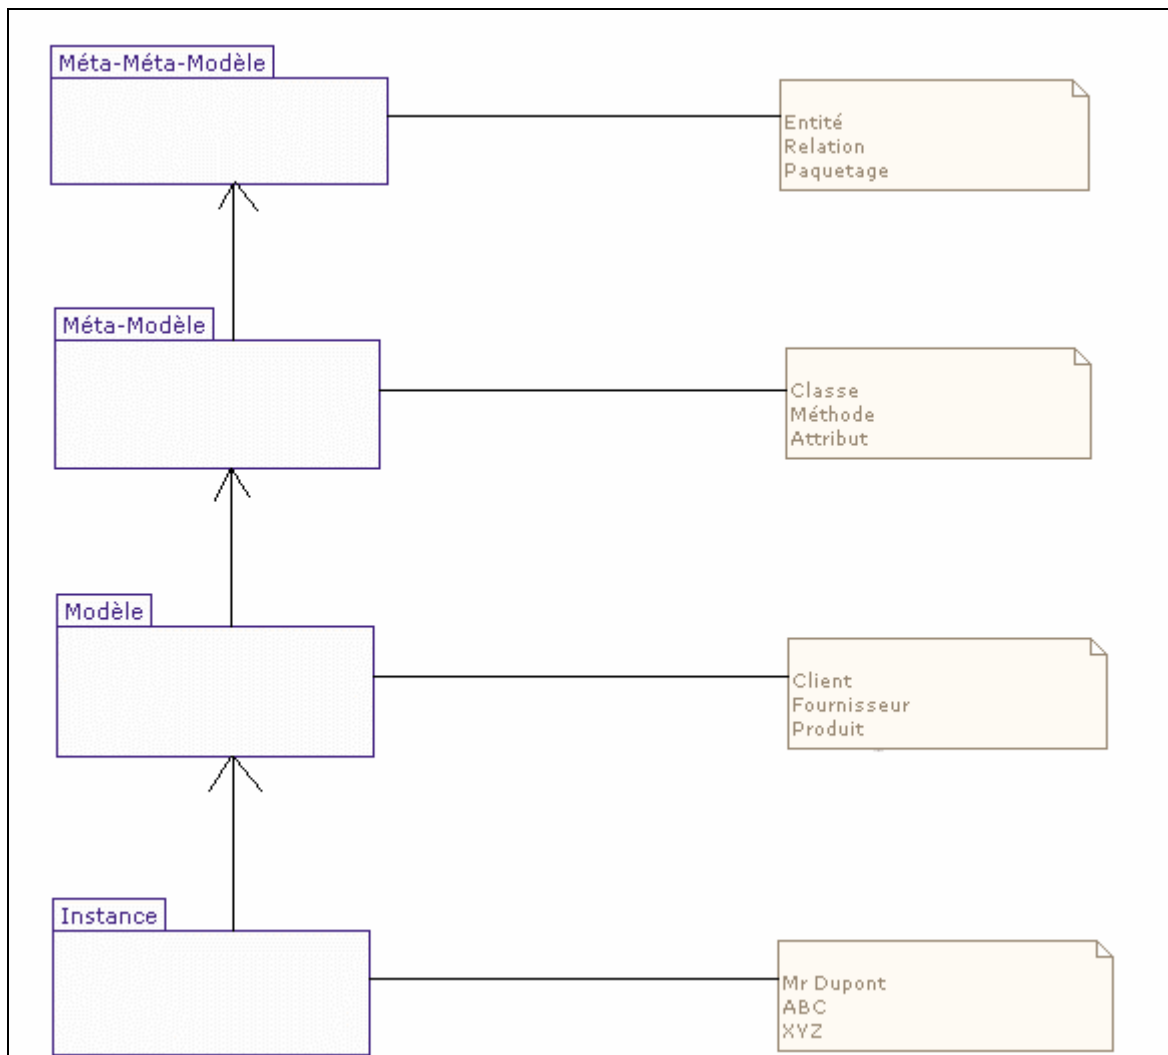 Méta-Méta-Modèle
Entité
Relation
Paquetage
Méta-Modèle
Classe
Méthode
Attribut
Modèle
Client
Fournisseur
Produit
Instance
Mr Dupont
ABC
XYZ